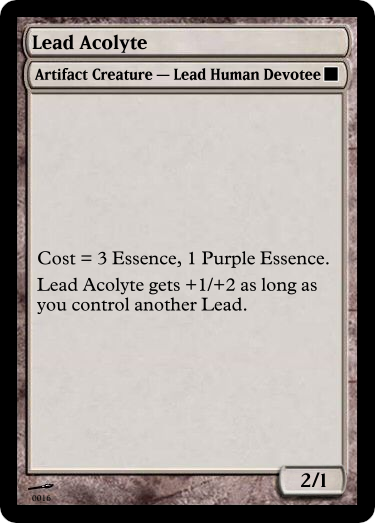 Lead Acolyte
Artifact Creature — Lead Human Devotee
Cost = 3 Essence, 1 Purple Essence.
Lead Acolyte gets +1/+2 as long as
you control another Lead.
2/1
0016